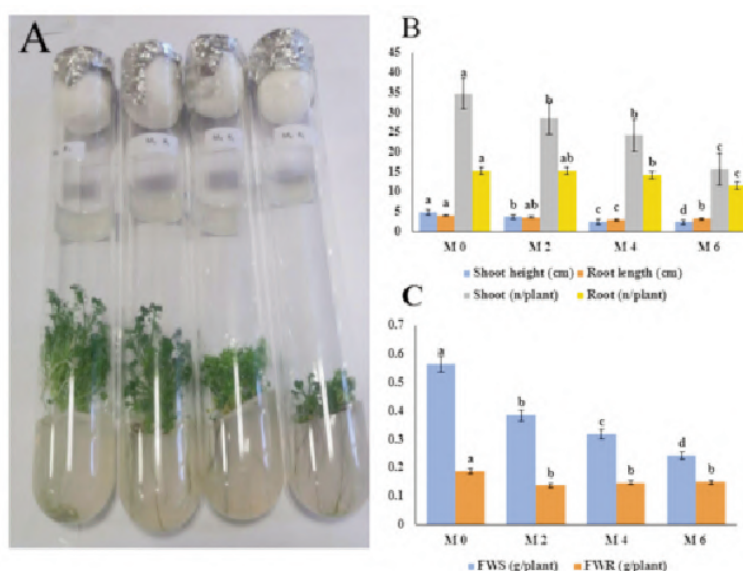 A
B
45
40
35
30
25
20
15
10
5
0
a a a a
b ab b ab
c c b b
d b c c
M 0 M 2 M 4 M 6
Shoot height (cm) Root length (cm)
Shoot (n/plant) Root (n/plant)
C
0.7
0.6
0.5
0.4
0.3
0.2
0.1
0
a a
b b
c b
d b
M 0 M 2 M 4 M 6
FWS (g/plant) FWR (g/plant)